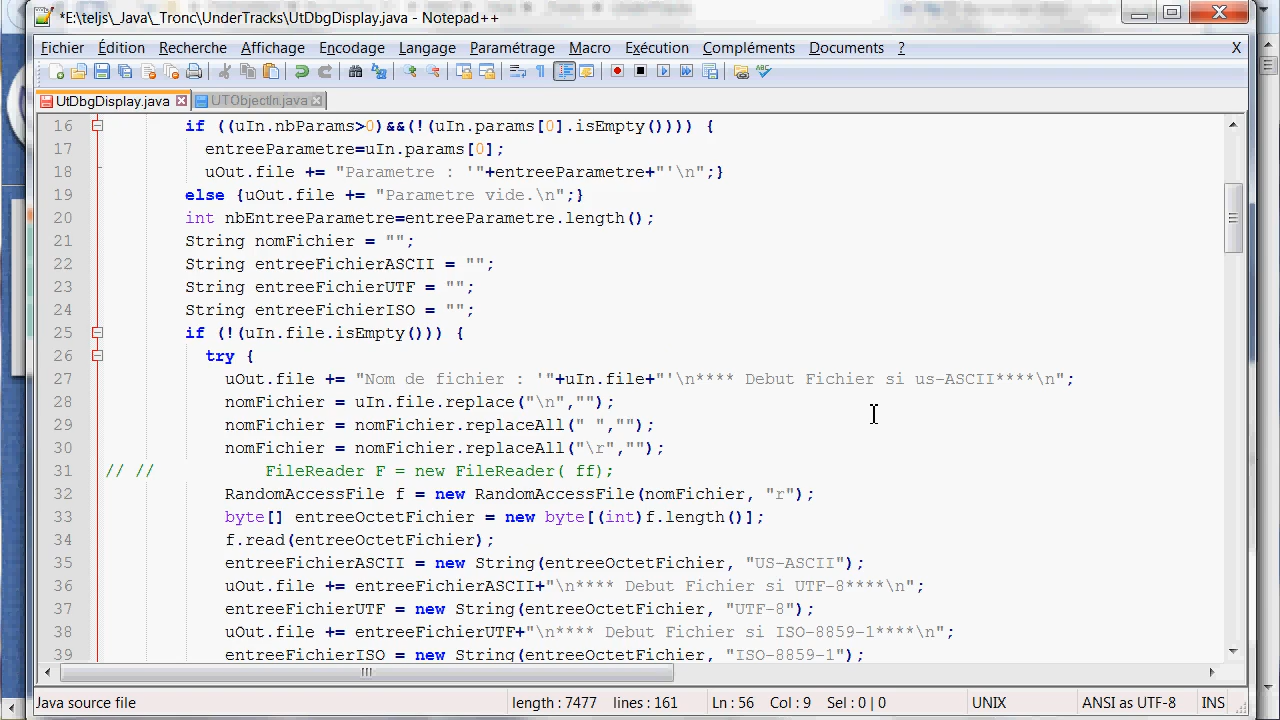 *E:\teljs\_Java\_Tronc\UnderTracks\UtDbgDisplay.java - Notepad++
Fichier Édition Recherche Affichage Encodage Langage Paramétrage Macro Exécution Compléments Documents ? X
UtDbgDisplay.java UTObjectIn.java
16 if ((uIn.nbParams>0)&&(!(uIn.params[0].isEmpty()))) {
17 entreeParametre=uIn.params[0];
18 uOut.file += "Parametre : '"+entreeParametre+"'\n";}
19 else {uOut.file += "Parametre vide.\n";}
20 int nbEntreeParametre=entreeParametre.length();
21 String nomFichier = "";
22 String entreeFichierASCII = "";
23 String entreeFichierUTF = "";
24 String entreeFichierISO = "";
25 if (!(uIn.file.isEmpty())) {
26 try {
27 uOut.file += "Nom de fichier : '"+uIn.file+"'\n**** Debut Fichier si us-ASCII****\n";
28 nomFichier = uIn.file.replace("\n","");
29 nomFichier = nomFichier.replaceAll(" ","");
30 nomFichier = nomFichier.replaceAll("\r","");
31 // // FileReader F = new FileReader( ff);
32 RandomAccessFile f = new RandomAccessFile(nomFichier, "r");
33 byte[] entreeOctetFichier = new byte[(int)f.length()];
34 f.read(entreeOctetFichier);
35 entreeFichierASCII = new String(entreeOctetFichier, "US-ASCII");
36 uOut.file += entreeFichierASCII+"\n**** Debut Fichier si UTF-8****\n";
37 entreeFichierUTF = new String(entreeOctetFichier, "UTF-8");
38 uOut.file += entreeFichierUTF+"\n**** Debut Fichier si ISO-8859-1****\n";
39 entreeFichierISO = new String(entreeOctetFichier, "ISO-8859-1");
Java source file length : 7477 lines : 161 Ln : 56 Col : 9 Sel : 0 | 0 UNIX ANSI as UTF-8 INS